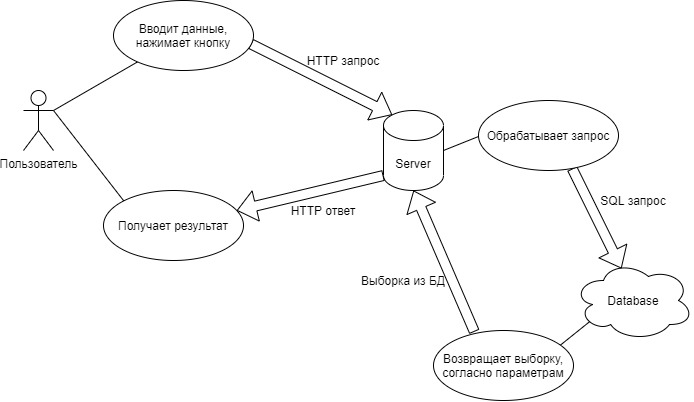 Вводит данные,
нажимает кнопку
HTTP запрос
Пользователь
Server
Обрабатывает запрос
SQL запрос
Получает результат
HTTP ответ
Выборка из БД
Database
Возвращает выборку,
согласно параметрам